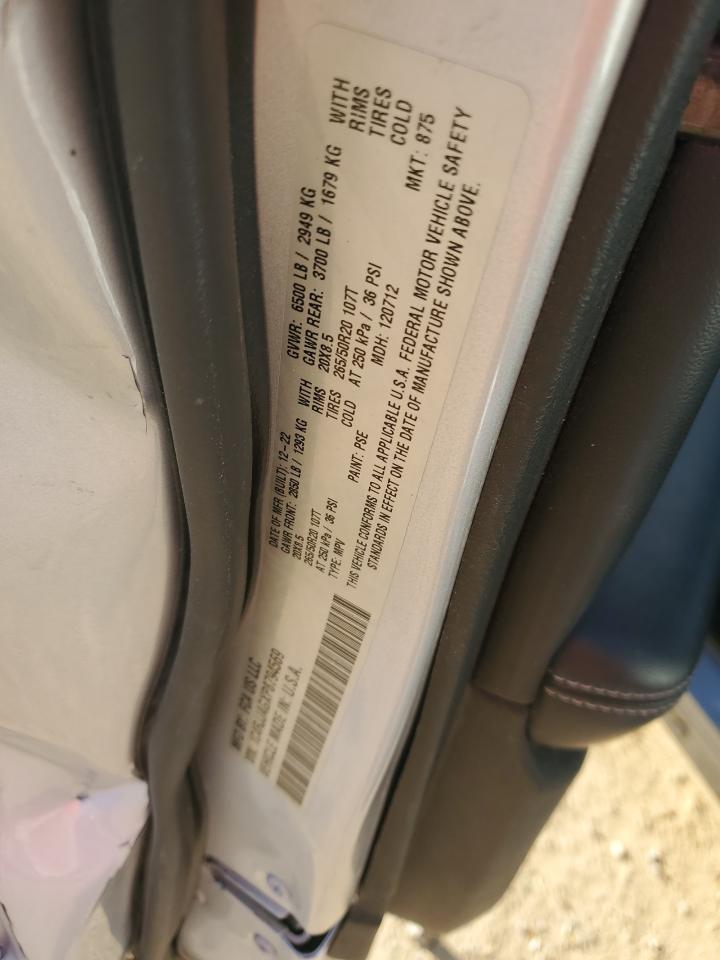 MFD BY: FCA US LLC
VIN:
VEHICLE MADE IN: U.S.A.
DATE OF MFR (BUILT): 12-22 GVWR: 6500 LB / 2949 KG
GAWR FRONT: 2850 LB / 1293 KG WITH GAWR REAR: 3700 LB / 1679 KG WITH
20X8.5 RIMS 20X8.5 RIMS
265/50R20 107T TIRES 265/50R20 107T TIRES
AT 250 kPa / 36 PSI COLD AT 250 kPa / 36 PSI COLD
TYPE: MPV PAINT: PSE MDH: 120712 MKT: 875
THIS VEHICLE CONFORMS TO ALL APPLICABLE U.S.A. FEDERAL MOTOR VEHICLE SAFETY
STANDARDS IN EFFECT ON THE DATE OF MANUFACTURE SHOWN ABOVE.